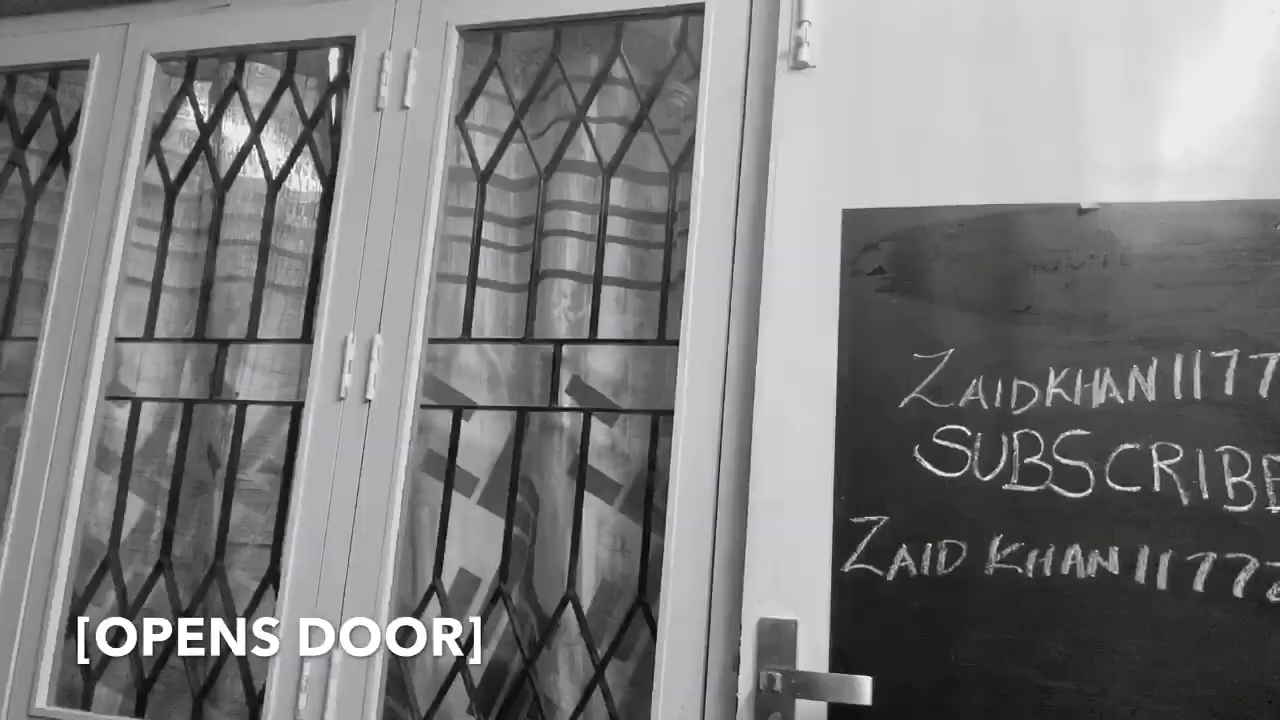 ZAIDKHAN1177
SUBSCRIBE
ZAID KHAN1177
[OPENS DOOR]